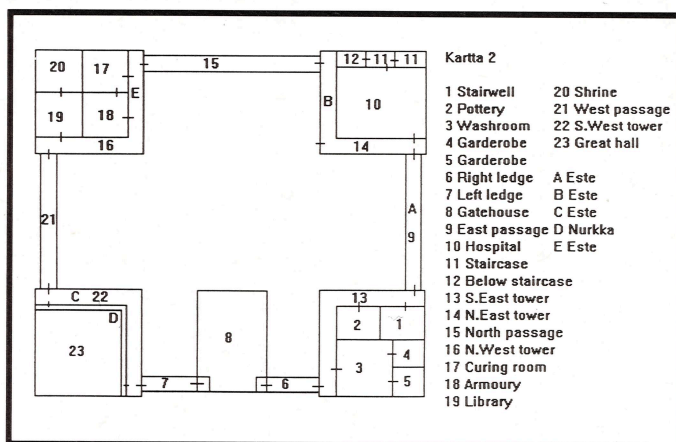 Kartta 2
1 Stairwell
2 Pottery
3 Washroom
4 Garderobe
5 Garderobe
6 Right ledge
7 Left ledge
8 Gatehouse
9 East passage
10 Hospital
11 Staircase
12 Below staircase
13 S.East tower
14 N.East tower
15 North passage
16 N.West tower
17 Curing room
18 Armoury
19 Library
20 Shrine
21 West passage
22 S.West tower
23 Great hall
A Este
B Este
C Este
D Nurkka
E Este
20 17 15 12 11 11
E B 10
19 18
16 14
21 A
9
C 22 13
D 2 1
23 8 4
3 5
7 6